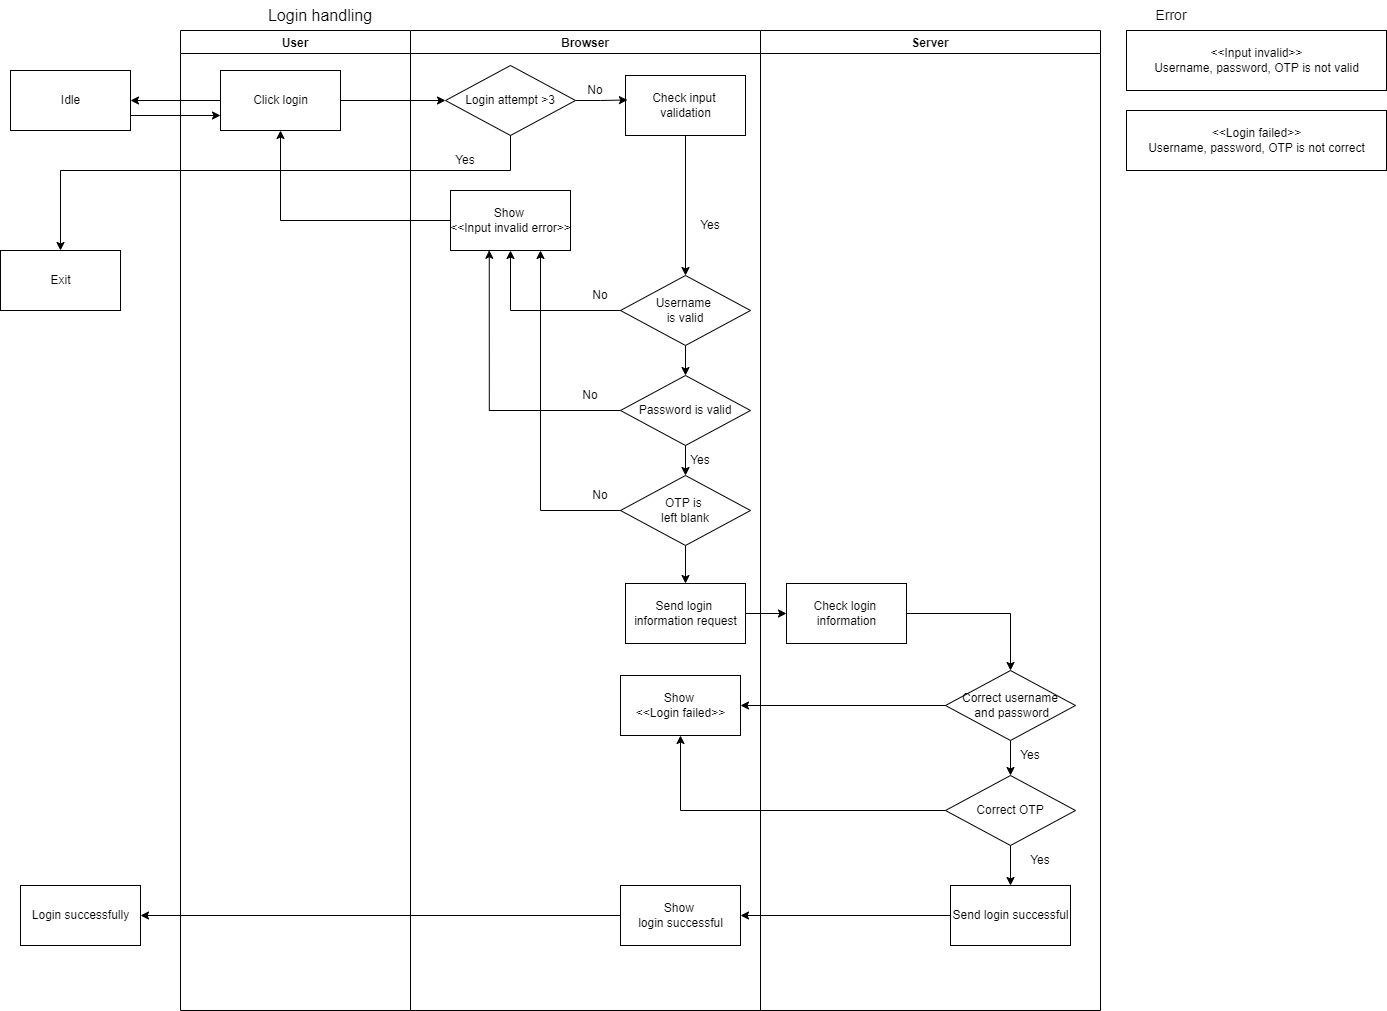 Login handling
Error
User
Browser
Server
<<Input invalid>>
Username, password, OTP is not valid
Idle
Click login
Login attempt >3
No
Check input
validation
<<Login failed>>
Username, password, OTP is not correct
Yes
Show
<<Input invalid error>>
Yes
Exit
No
Username
is valid
No
Password is valid
Yes
No
OTP is
left blank
Send login
information request
Check login
information
Show
<<Login failed>>
Correct username
and password
Yes
Correct OTP
Yes
Login successfully
Show
login successful
Send login successful